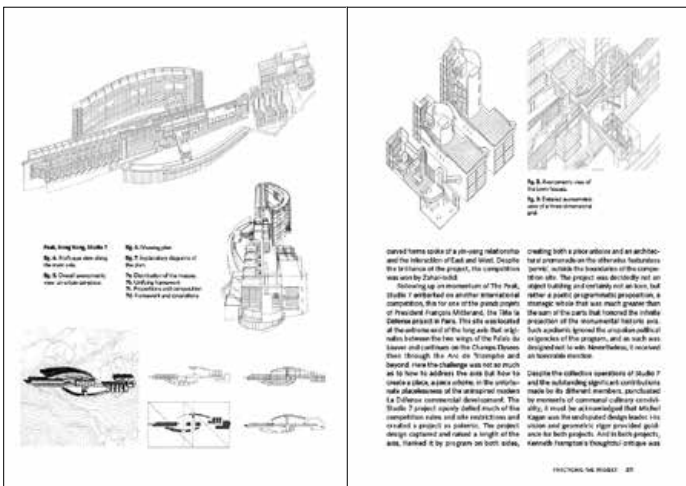 Peak, Hong Kong, Studio 7
fig. 4. Profil view along
the main axis.
fig. 5. Overall axonometric
fig. 6. Massing plan
fig. 7. Explanatory diagrams of
the plan.
7a. Distribution of the masses
7b. Unifying framework
7c. Proportions and composition
7d. Framework and circulations
fig. 8. Axonometric view of
the tower houses.
fig. 9. Detailed axonometric
view of a three-dimensional
grid.
curved forms spoke of a yin-yang relationship
and the interaction of East and West. Despite
the brilliance of the project, the competition
was won by Zaha Hadid.
Following up on momentum of The Peak,
Studio 7 embarked on another international
competition, this for one of the grands projets
of President François Mitterand, the Tête la
Défense project in Paris. This site was located
at the extreme end of the long axis that origi-
nates between the two wings of the Palais du
Louvre and continues on the Champs Elysees
then through the Arc de Triomphe and
beyond. Here the challenge was not so much
as to how to address the axis but how to
create a place, a place urbaine, in the unfortu-
nate placelessness of the uninspired modern
La Défense commercial development. The
Studio 7 project openly defied much of the
competition rules and site restrictions and
created a project as polemic. The project
design captured and raised a length of the
axis, flanked it by program on both sides,
creating both a place urbaine and an architec-
tural promenade on the otherwise featureless
'parvis', outside the boundaries of the compe-
tition site. The project was decidedly not an
object building and certainly not an icon, but
rather a poetic programmatic proposition, a
strategic whole that was much greater than
the sum of the parts that honored the infinite
projection of the monumental historic axis.
Such a polemic ignored the unspoken political
exigencies of the program, and as such was
designed not to win. Nevertheless, it received
an honorable mention.
Despite the collective operations of Studio 7
and the outstanding significant contributions
made by its different members, punctuated
by moments of communal culinary convivi-
ality, it must be acknowledged that Michel
Kagan was the undisputed design leader. His
vision and geometric rigor provided guid-
ance for both projects. And in both projects,
Kenneth Frampton's thoughtful critique was